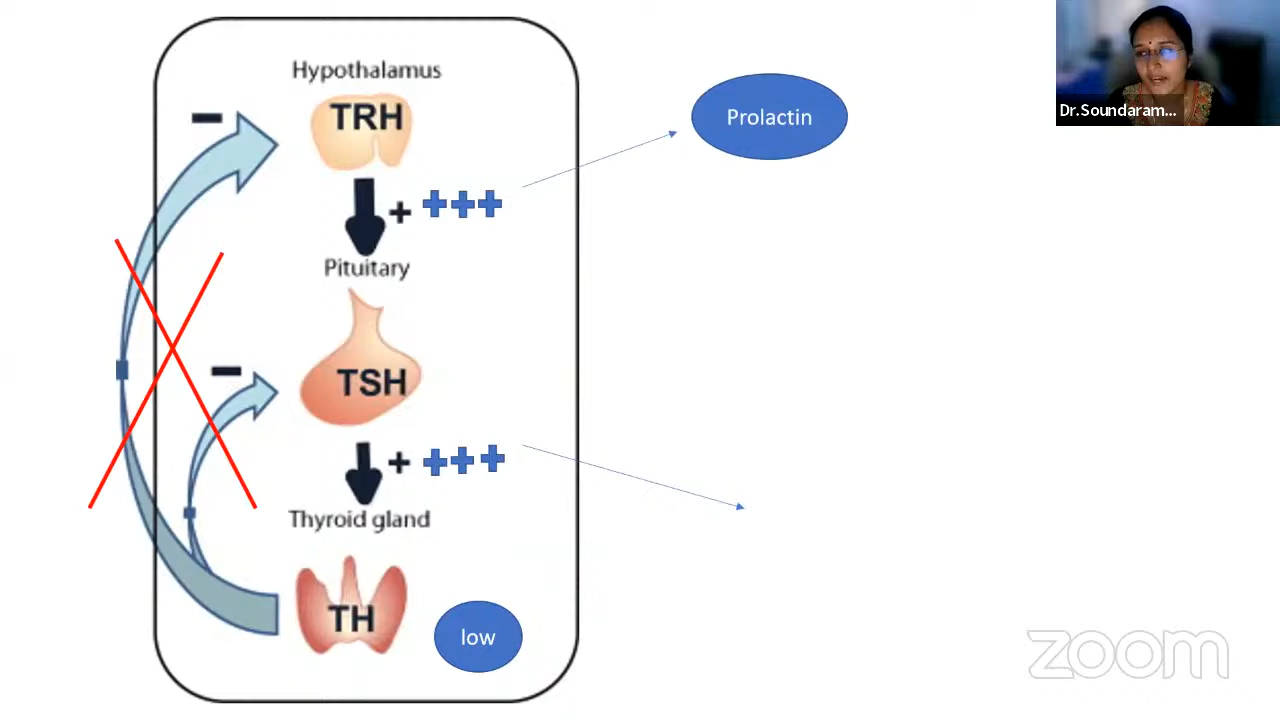 Hypothalamus
TRH
Prolactin
Dr.Soundaram...
Pituitary
TSH
Thyroid gland
TH
low
zoom